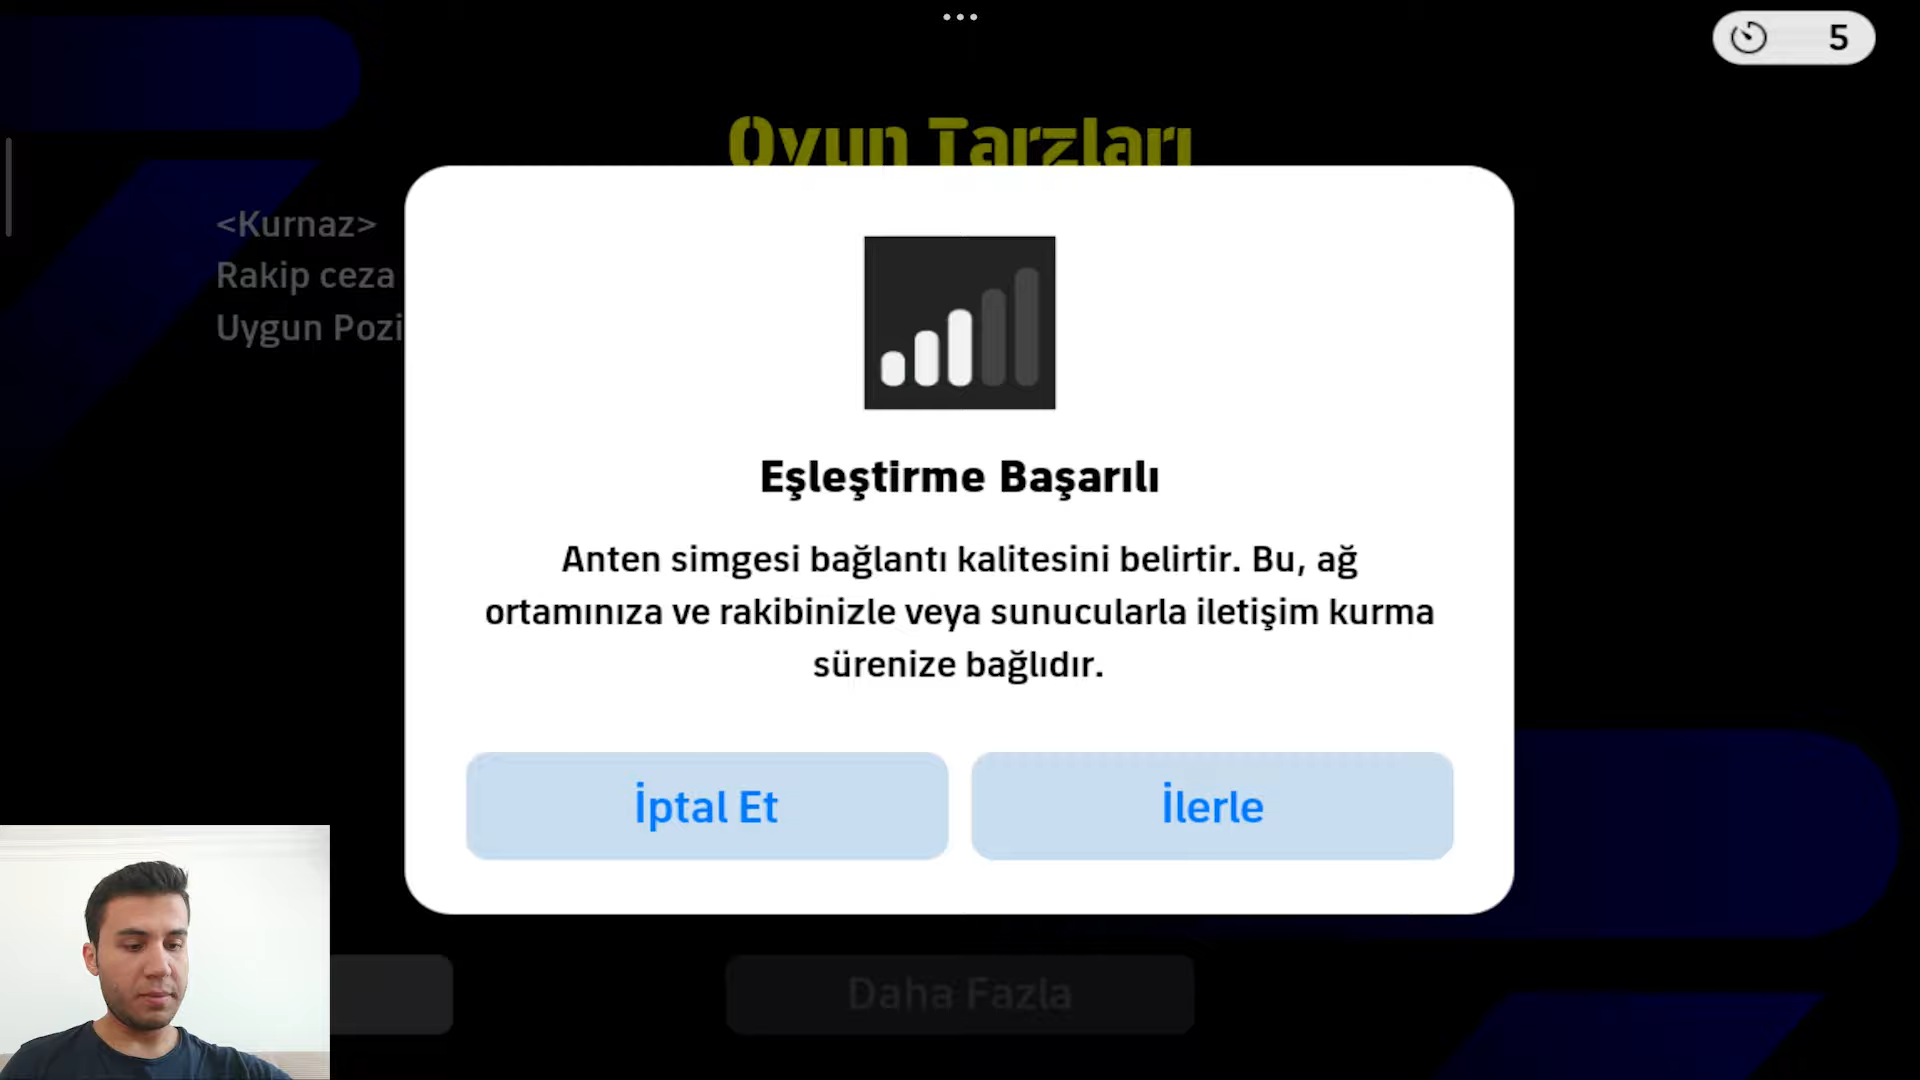 5
Oyun Tarzları
<Kurnaz>
Rakip ceza
Uygun Pozi
Eşleştirme Başarılı
Anten simgesi bağlantı kalitesini belirtir. Bu, ağ
ortamınıza ve rakibinizle veya sunucularla iletişim kurma
sürenize bağlıdır.
İptal Et
İlerle
Daha Fazla